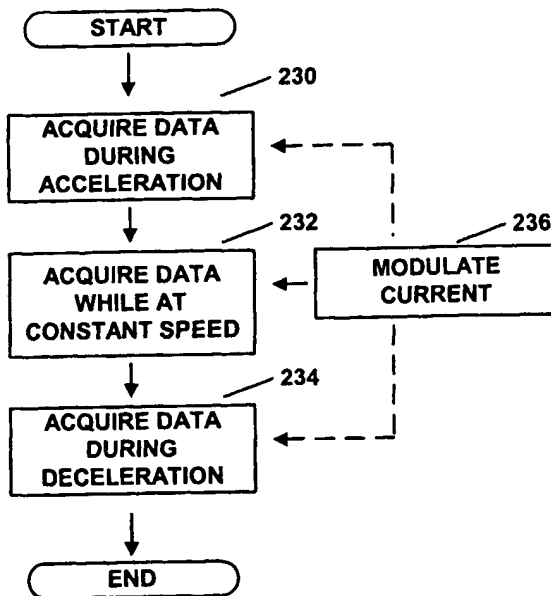 START
230
ACQUIRE DATA
DURING
ACCELERATION
232
236
ACQUIRE DATA
WHILE AT
CONSTANT SPEED
MODULATE
CURRENT
234
ACQUIRE DATA
DURING
DECELERATION
END